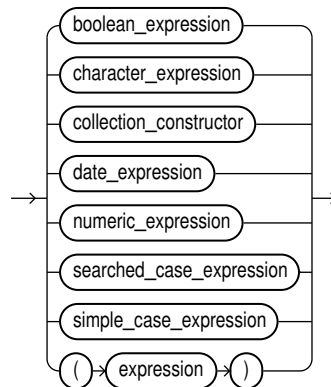 boolean_expression
character_expression
collection_constructor
date_expression
numeric_expression
searched_case_expression
simple_case_expression
( expression )